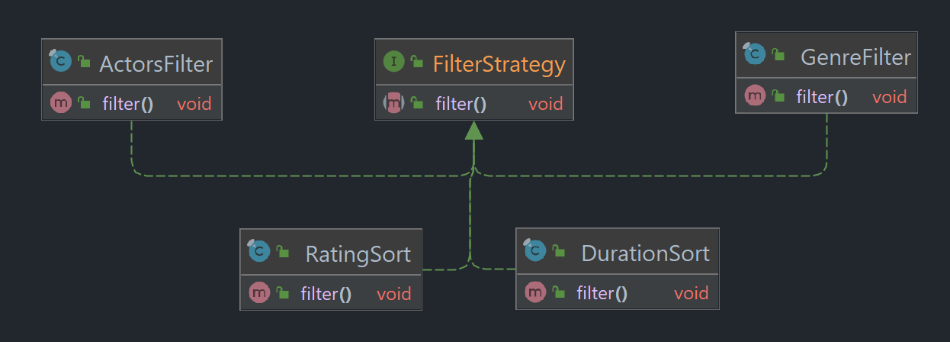 ActorsFilter
filter() void
FilterStrategy
filter() void
GenreFilter
filter() void
RatingSort
filter() void
DurationSort
filter() void